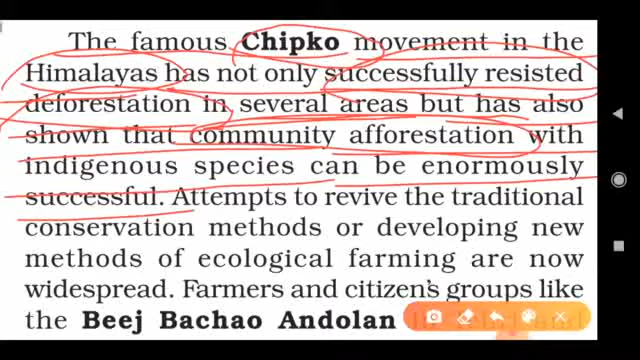 The famous Chipko movement in the
Himalayas has not only successfully resisted
deforestation in several areas but has also
shown that community afforestation with
indigenous species can be enormously
successful. Attempts to revive the traditional
conservation methods or developing new
methods of ecological farming are now
widespread. Farmers and citizen's groups like
the Beej Bachao Andolan